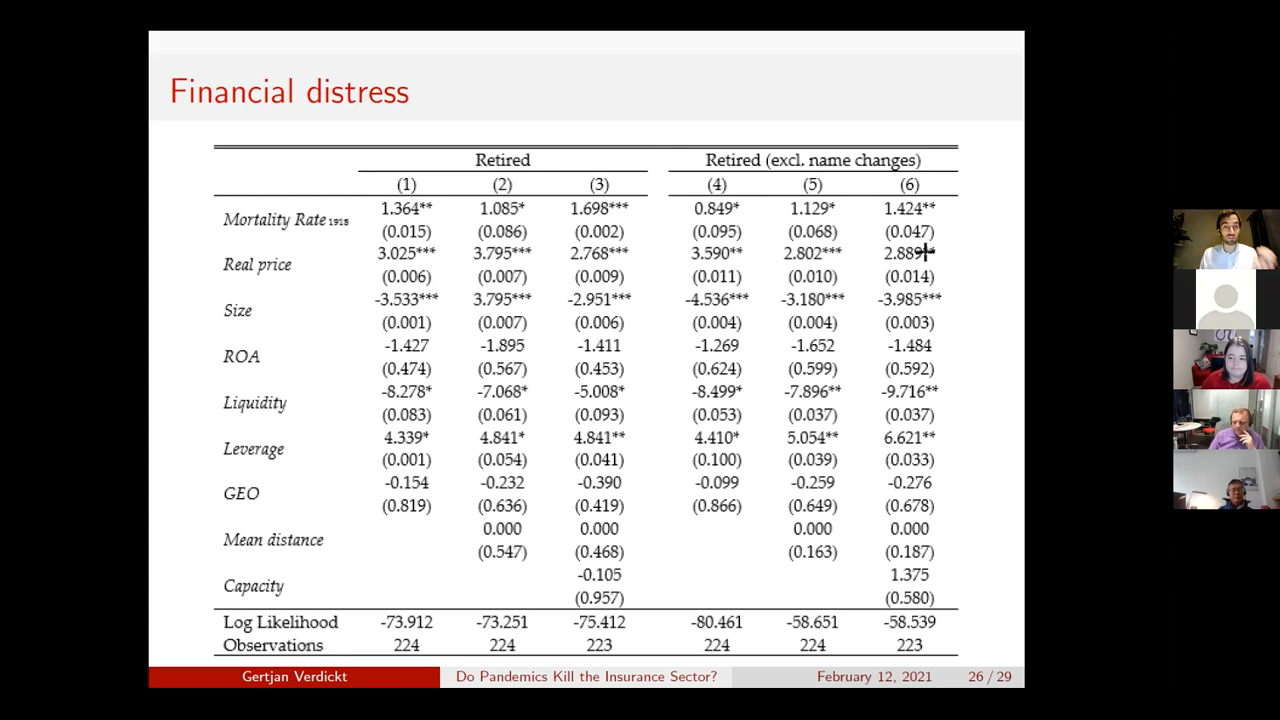 Financial distress
Retired Retired (excl. name changes)
(1) (2) (3) (4) (5) (6)
Mortality Rate 1918 1.364** 1.085* 1.698*** 0.849* 1.129* 1.424**
(0.015) (0.086) (0.002) (0.095) (0.068) (0.047)
Real price 3.025*** 3.795*** 2.768*** 3.590** 2.802*** 2.889**
(0.006) (0.007) (0.009) (0.011) (0.010) (0.014)
Size -3.533*** 3.795*** -2.951*** -4.536*** -3.180*** -3.985***
(0.001) (0.007) (0.006) (0.004) (0.004) (0.003)
ROA -1.427 -1.895 -1.411 -1.269 -1.652 -1.484
(0.474) (0.567) (0.453) (0.624) (0.599) (0.592)
Liquidity -8.278* -7.068* -5.008* -8.499* -7.896** -9.716**
(0.083) (0.061) (0.093) (0.053) (0.037) (0.037)
Leverage 4.339* 4.841* 4.841** 4.410* 5.054** 6.621**
(0.001) (0.054) (0.041) (0.100) (0.039) (0.033)
GEO -0.154 -0.232 -0.390 -0.099 -0.259 -0.276
(0.819) (0.636) (0.419) (0.866) (0.649) (0.678)
Mean distance 0.000 0.000 0.000 0.000
(0.547) (0.468) (0.163) (0.187)
Capacity -0.105 1.375
(0.957) (0.580)
Log Likelihood -73.912 -73.251 -75.412 -80.461 -58.651 -58.539
Observations 224 224 223 224 224 223
Gertjan Verdickt Do Pandemics Kill the Insurance Sector? February 12, 2021 26 / 29